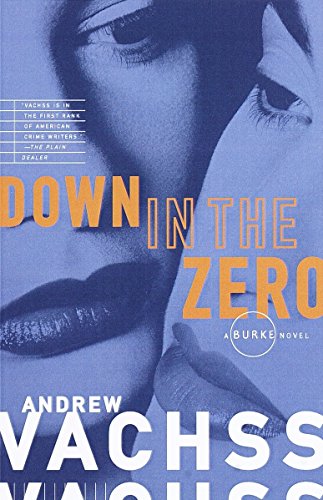 "VACHSS IS IN
THE FIRST RANK
OF AMERICAN
CRIME WRITERS."
—THE PLAIN
DEALER
DOWN IN THE
ZERO
A BURKE NOVEL
ANDREW
VACHSS
VACHSS